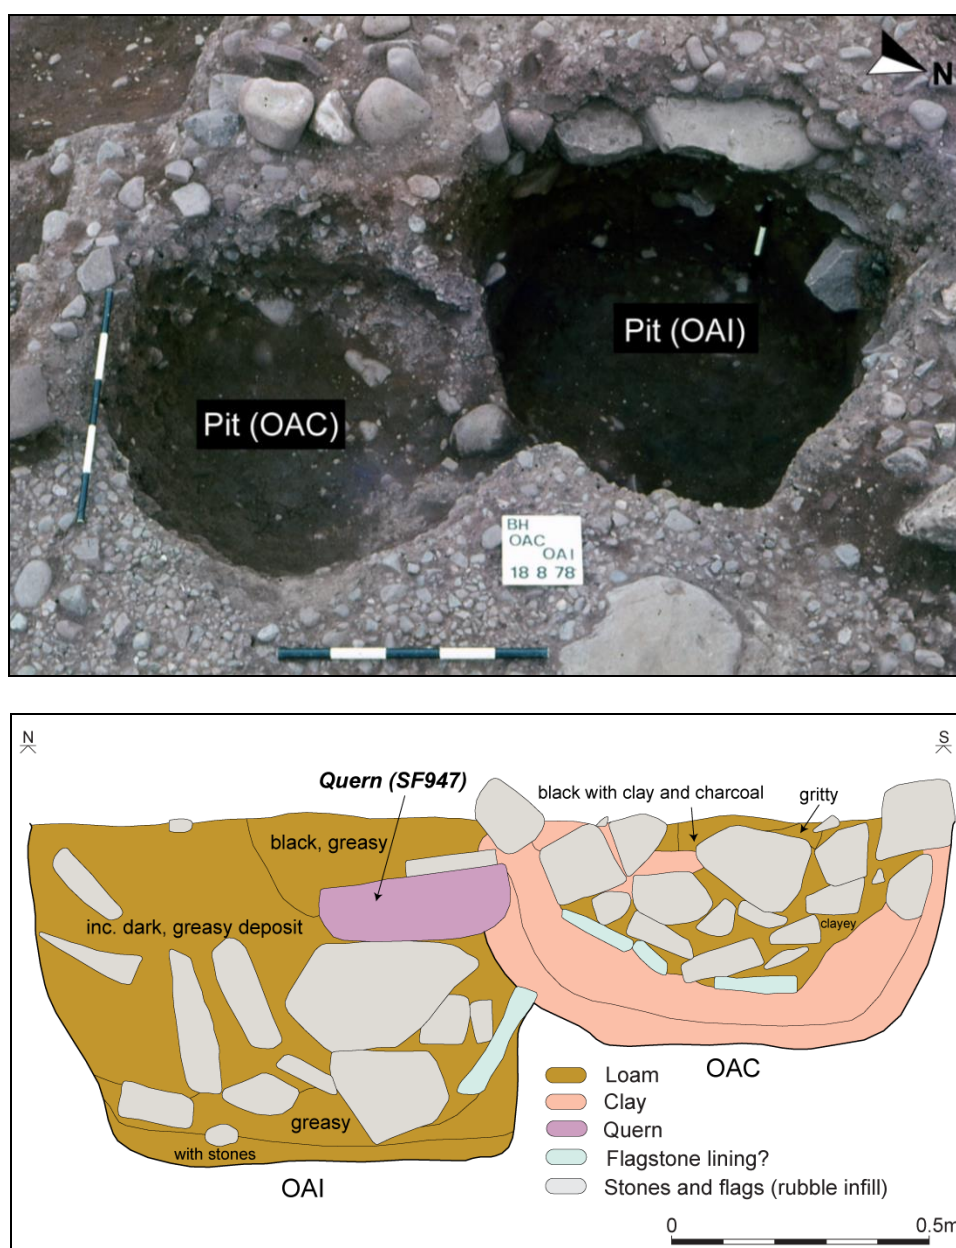 N
Pit (OAI)
Pit (OAC)
BH
OAC
OAI
18 8 78
N
S
Quern (SF947)
black with clay and charcoal
gritty
black, greasy
inc. dark, greasy deposit
clayey
greasy
with stones
OAI
OAC
Loam
Clay
Quern
Flagstone lining?
Stones and flags (rubble infill)
0
0.5m